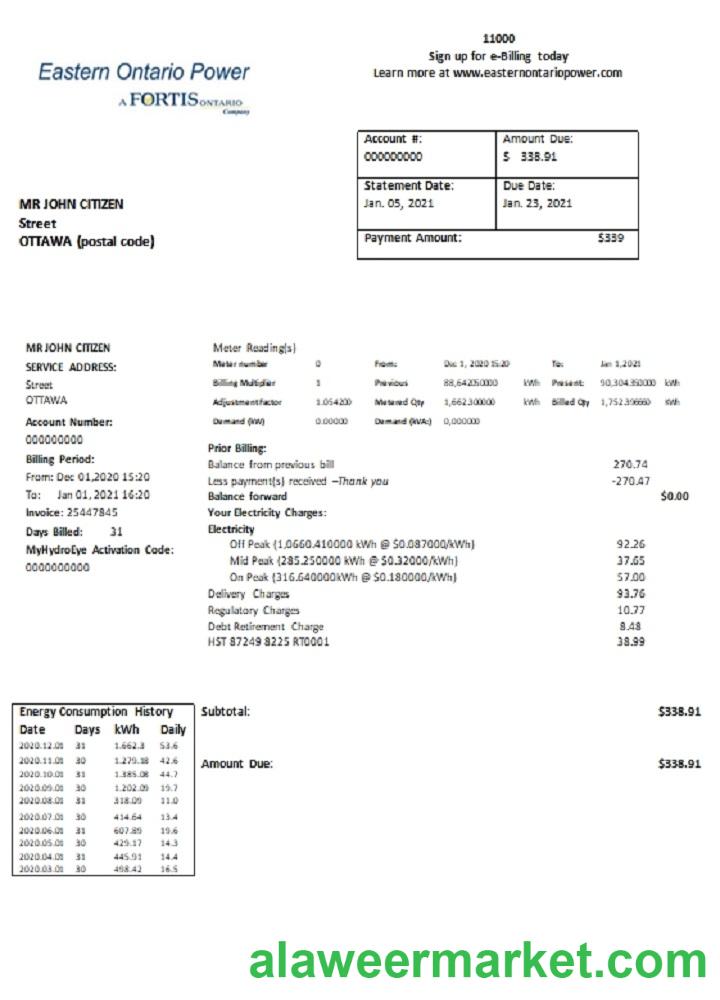 11000
Sign up for e-Billing today
Learn more at www.easternontariopower.com
Eastern Ontario Power
A FORTIS ONTARIO
Company
Account #: Amount Due:
000000000 $ 338.91
Statement Date: Due Date:
Jan. 05, 2021 Jan. 23, 2021
Payment Amount: $339
MR JOHN CITIZEN
Street
OTTAWA (postal code)
MR JOHN CITIZEN
SERVICE ADDRESS:
Street
OTTAWA
Account Number:
000000000
Billing Period:
From: Dec 01,2020 15:20
To: Jan 01, 2021 16:20
Invoice: 25447845
Days Billed: 31
MyHydroEye Activation Code:
0000000000
Meter Reading(s)
Meter number 0 From: Dec 1, 2020 15:20 To: Jan 1,2021
Billing Multiplier 1 Previous 88,642050000 kWh Present: 90,304.350000 kWh
Adjustment factor 1.054200 Metered Qty 1,662.300000 kWh Billed Qty 1,752.396660 kWh
Demand (kW) 0.00000 Demand (kVA:) 0,000000
Prior Billing:
Balance from previous bill 270.74
Less payment(s) received –Thank you -270.47
Balance forward $0.00
Your Electricity Charges:
Electricity
Off Peak (1,0660.410000 kWh @ $0.087000/kWh) 92.26
Mid Peak (285.250000 kWh @ $0.32000/kWh) 37.65
On Peak (316.640000kWh @ $0.180000/kWh) 57.00
Delivery Charges 93.76
Regulatory Charges 10.77
Debt Retirement Charge 8.48
HST 87249 8225 RT0001 38.99
Energy Consumption History
Date Days kWh Daily
2020.12.01 31 1.662.3 53.6
2020.11.01 30 1.279.18 42.6
2020.10.01 31 1.385.08 44.7
2020.09.01 30 1.202.09 19.7
2020.08.01 31 318.09 11.0
2020.07.01 30 414.64 13.4
2020.06.01 31 607.89 19.6
2020.05.01 30 429.17 14.3
2020.04.01 31 445.91 14.4
2020.03.01 30 498.42 16.5
Subtotal: $338.91
Amount Due: $338.91
alaweermarket.com